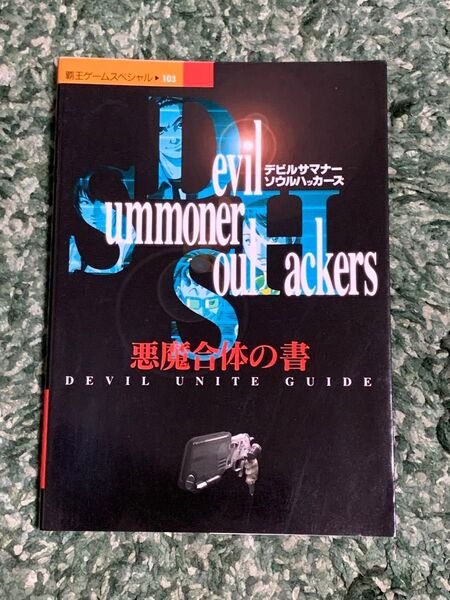 覇王ゲームスペシャル▶103
Devil
デビルサマナー
ソウルハッカーズ
Summoner
Soul Hackers
悪魔合体の書
DEVIL UNITE GUIDE